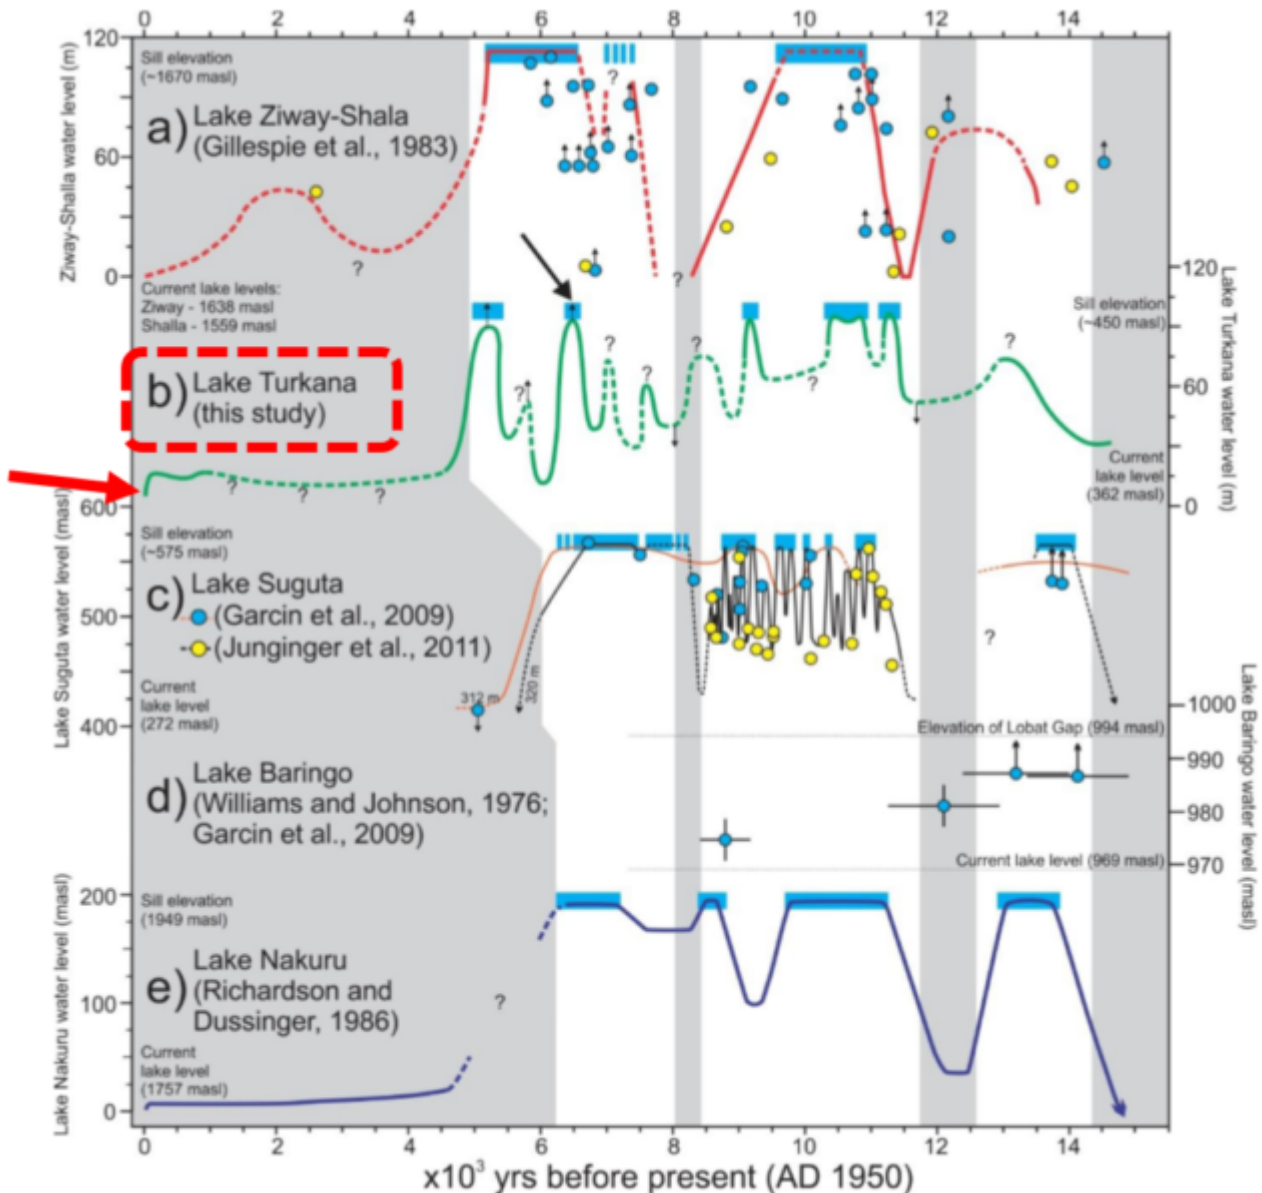 0 2 4 6 8 10 12 14
120
60
0
Ziway-Shalla water level (m)
Sill elevation
(~1670 masl)
a) Lake Ziway-Shala
(Gillespie et al., 1983)
?
?
?
Current lake levels:
Ziway - 1638 masl
Shalla - 1559 masl
120
60
0
Lake Turkana water level (m)
Sill elevation
(~450 masl)
b) Lake Turkana
(this study)
? ? ? ? ? ? ? ? ?
Current
lake level
(362 masl)
600
500
400
Lake Suguta water level (masl)
Sill elevation
(~575 masl)
c) Lake Suguta
(Garcin et al., 2009)
(Junginger et al., 2011)
?
312 m
320 m
Current
lake level
(272 masl)
1000
990
980
970
Lake Baringo water level (masl)
Elevation of Lobat Gap (994 masl)
d) Lake Baringo
(Williams and Johnson, 1976;
Garcin et al., 2009)
Current lake level (969 masl)
200
100
0
Lake Nakuru water level (masl)
Sill elevation
(1949 masl)
e) Lake Nakuru
(Richardson and
Dussinger, 1986)
?
Current
lake level
(1757 masl)
0 2 4 6 8 10 12 14
x10³ yrs before present (AD 1950)